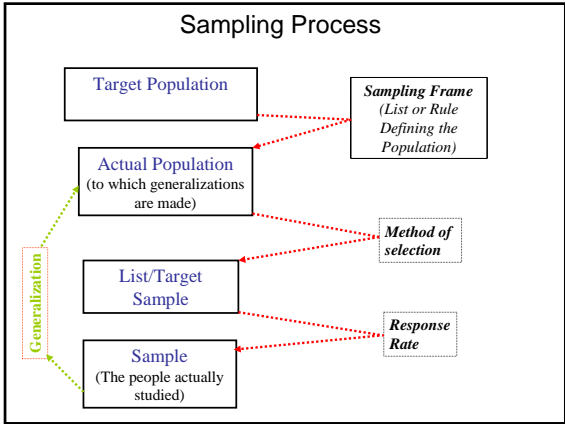 Sampling Process
Target Population
Sampling Frame
(List or Rule
Defining the
Population)
Actual Population
(to which generalizations
are made)
Method of
selection
List/Target
Sample
Generalization
Response
Rate
Sample
(The people actually
studied)